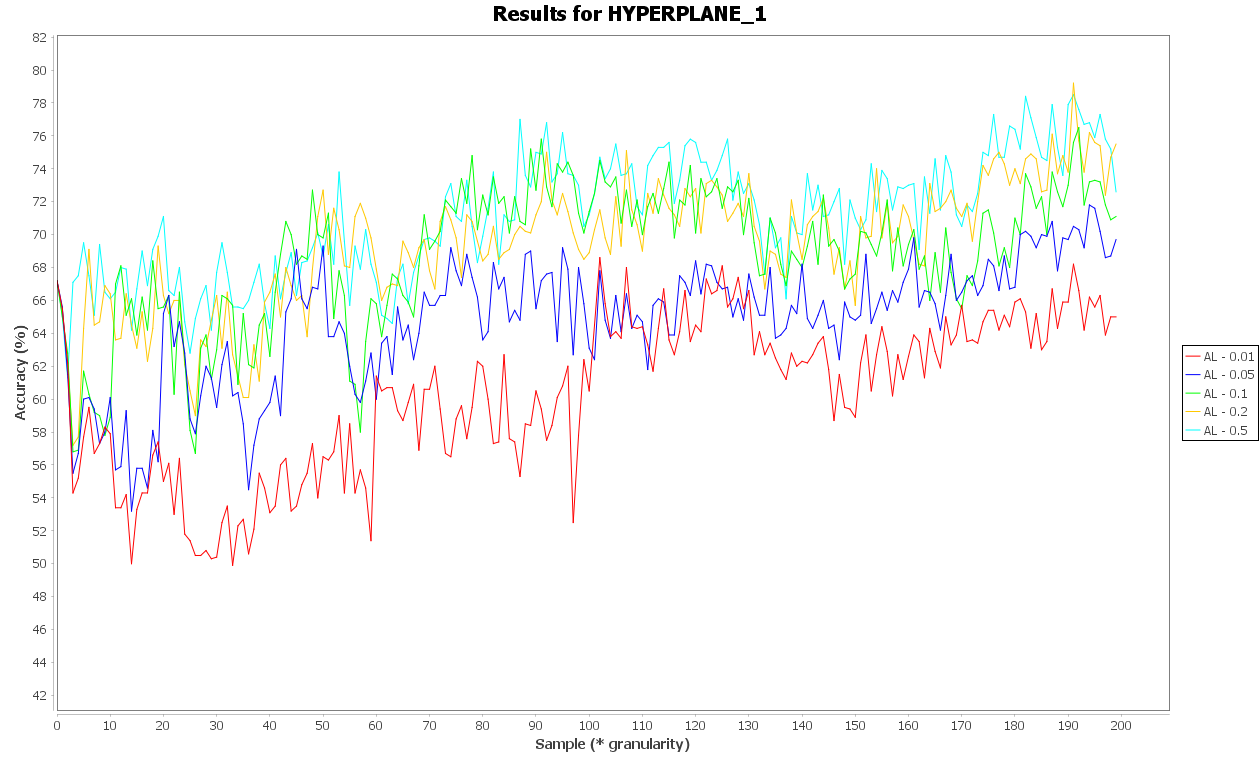 Results for HYPERPLANE_1
Accuracy (%)
82
80
78
76
74
72
70
68
66
64
62
60
58
56
54
52
50
48
46
44
42
0 10 20 30 40 50 60 70 80 90 100 110 120 130 140 150 160 170 180 190 200
Sample (* granularity)
AL - 0.01
AL - 0.05
AL - 0.1
AL - 0.2
AL - 0.5